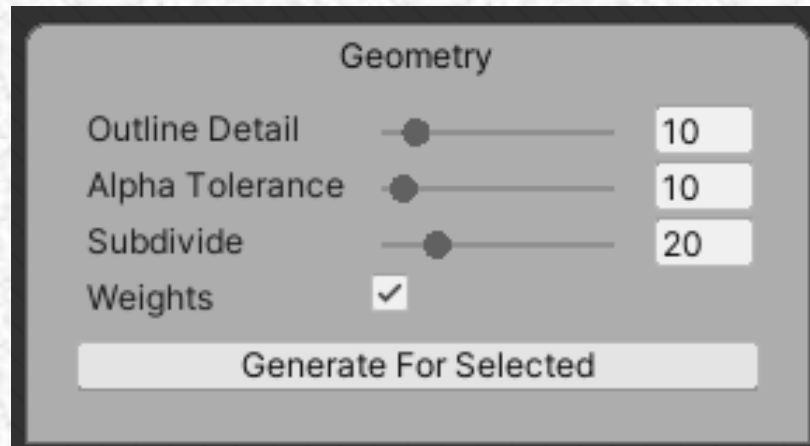 Geometry
Outline Detail 10
Alpha Tolerance 10
Subdivide 20
Weights
Generate For Selected